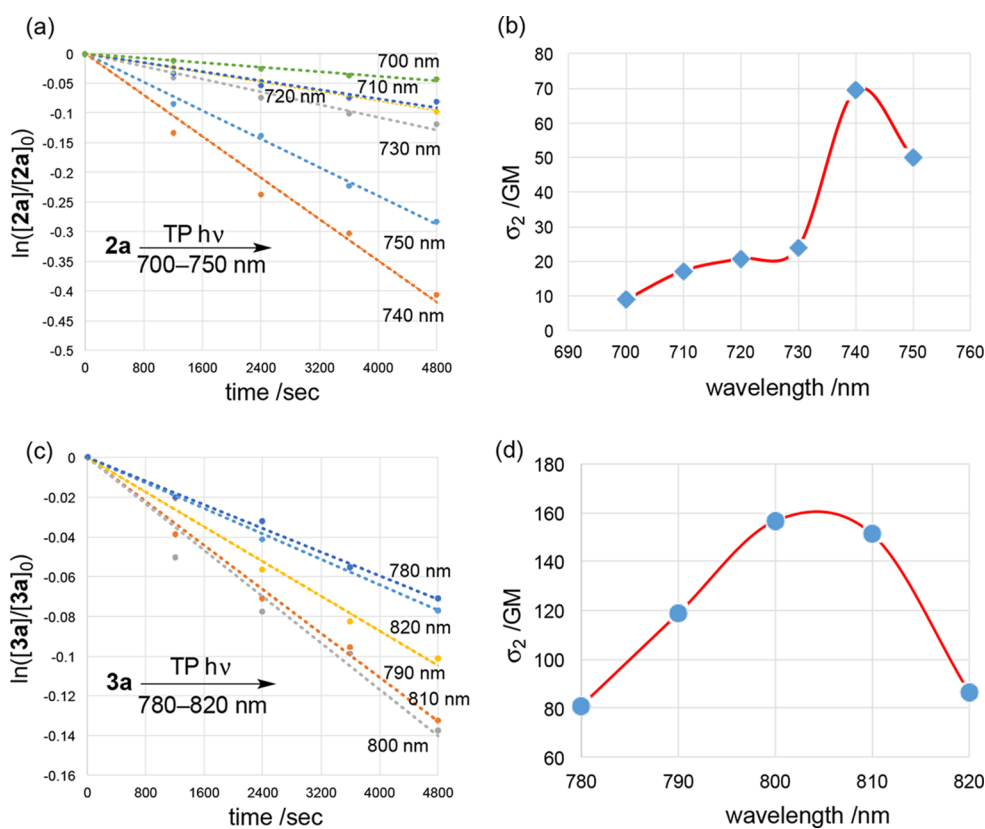 (a)
0
-0.05
-0.1
-0.15
-0.2
-0.25
-0.3
-0.35
-0.4
-0.45
-0.5
ln([2a]/[2a]0)
700 nm
710 nm
720 nm
730 nm
750 nm
740 nm
2a
TP hν
700–750 nm
0 800 1600 2400 3200 4000 4800
time /sec
(b)
80
70
60
50
40
30
20
10
0
σ2 /GM
690 700 710 720 730 740 750 760
wavelength /nm
(c)
0
-0.02
-0.04
-0.06
-0.08
-0.1
-0.12
-0.14
-0.16
ln([3a]/[3a]0)
780 nm
820 nm
790 nm
810 nm
800 nm
3a
TP hν
780–820 nm
0 800 1600 2400 3200 4000 4800
time /sec
(d)
180
160
140
120
100
80
60
σ2 /GM
780 790 800 810 820
wavelength /nm